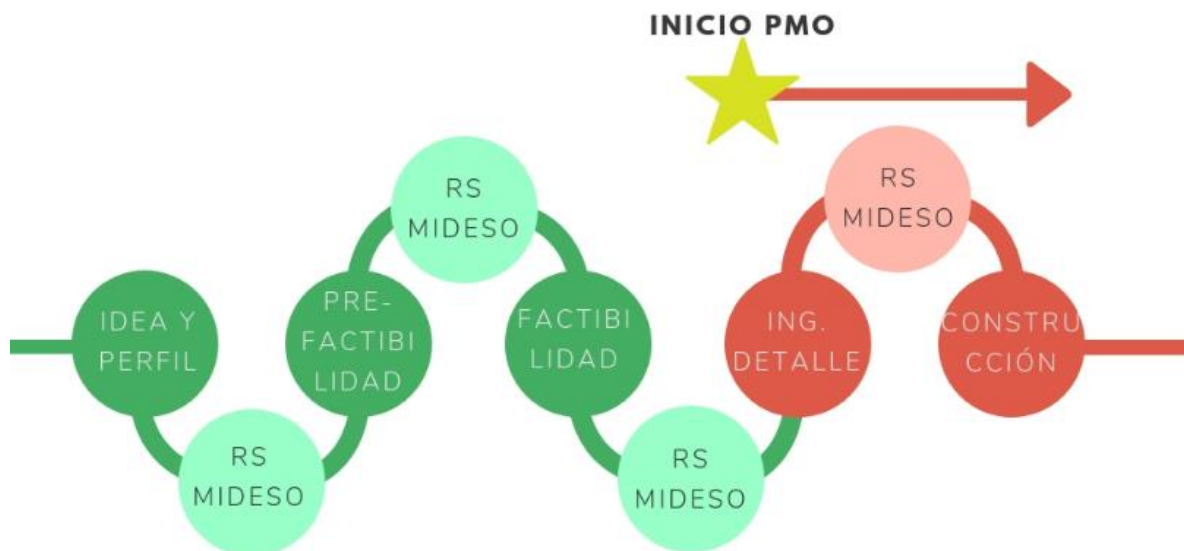 INICIO PMO
IDEA Y
PERFIL
RS
MIDESO
PRE-
FACTIBI
LIDAD
RS
MIDESO
FACTIBI
LIDAD
RS
MIDESO
ING.
DETALLE
RS
MIDESO
CONSTRU
CCIÓN